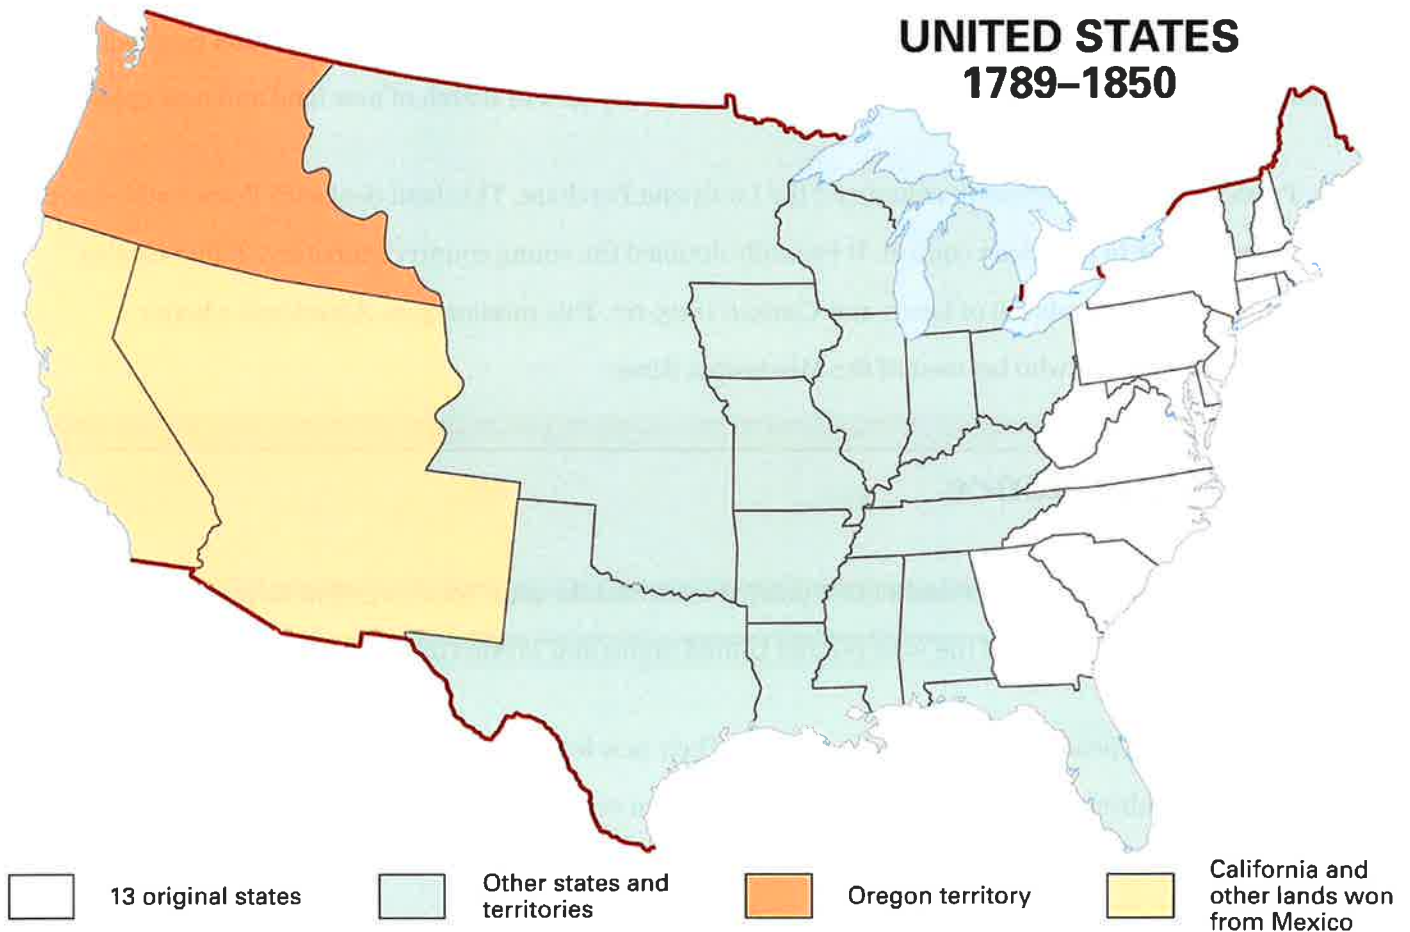 UNITED STATES
1789–1850
13 original states
Other states and
territories
Oregon territory
California and
other lands won
from Mexico